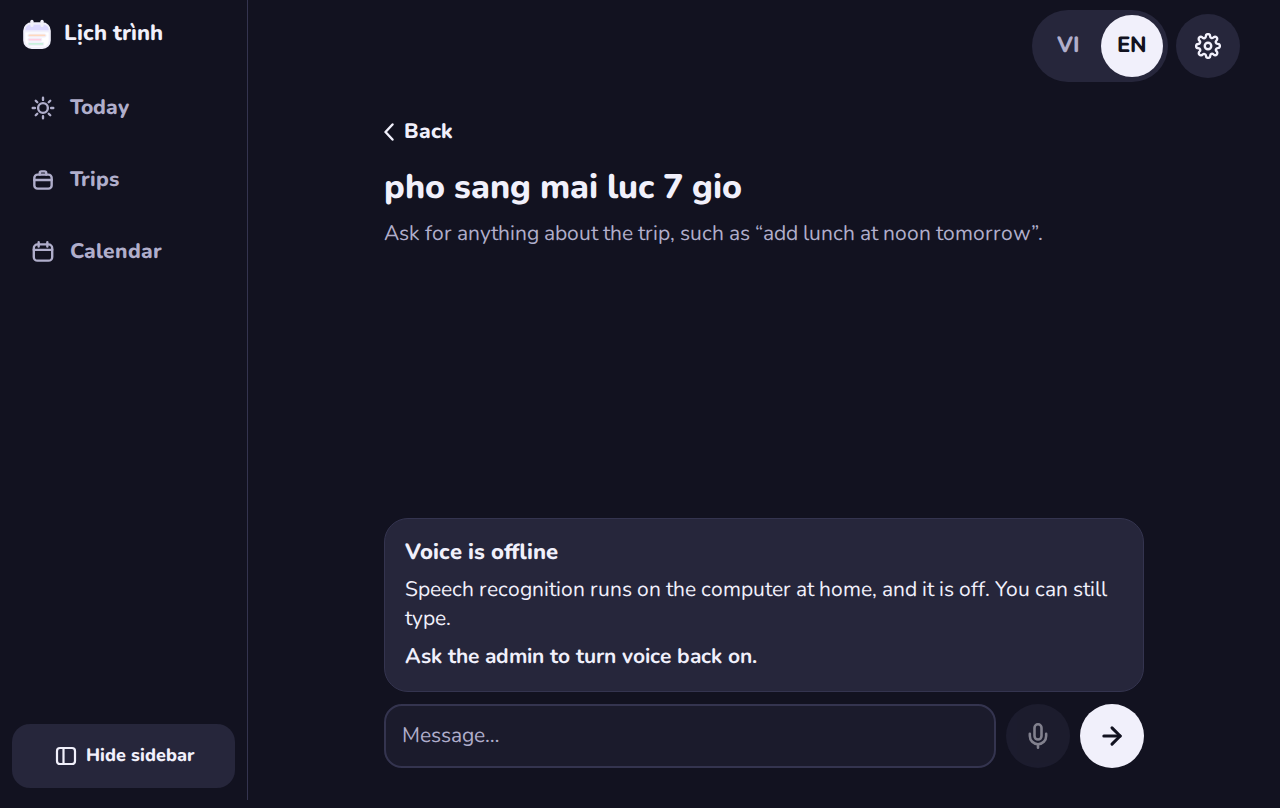 Lịch trình
VI
EN
Today
Trips
Calendar
Back
pho sang mai luc 7 gio
Ask for anything about the trip, such as “add lunch at noon tomorrow”.
Voice is offline
Speech recognition runs on the computer at home, and it is off. You can still
type.
Ask the admin to turn voice back on.
Message...
Hide sidebar